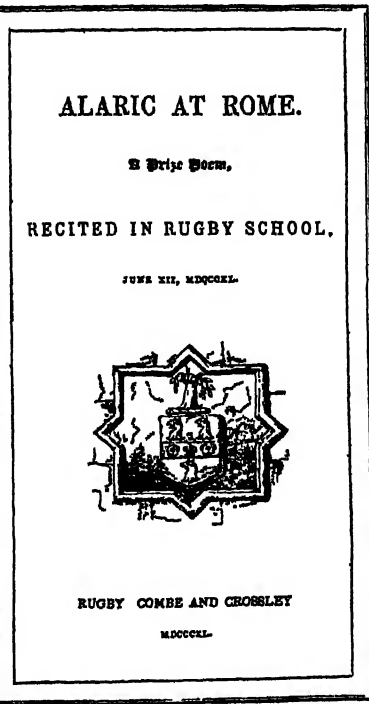 ALARIC AT ROME.
A Prize Poem,
RECITED IN RUGBY SCHOOL,
JUNE XII, MDCCCXL.
RUGBY COMBE AND CROSSLEY
MDCCCXL.